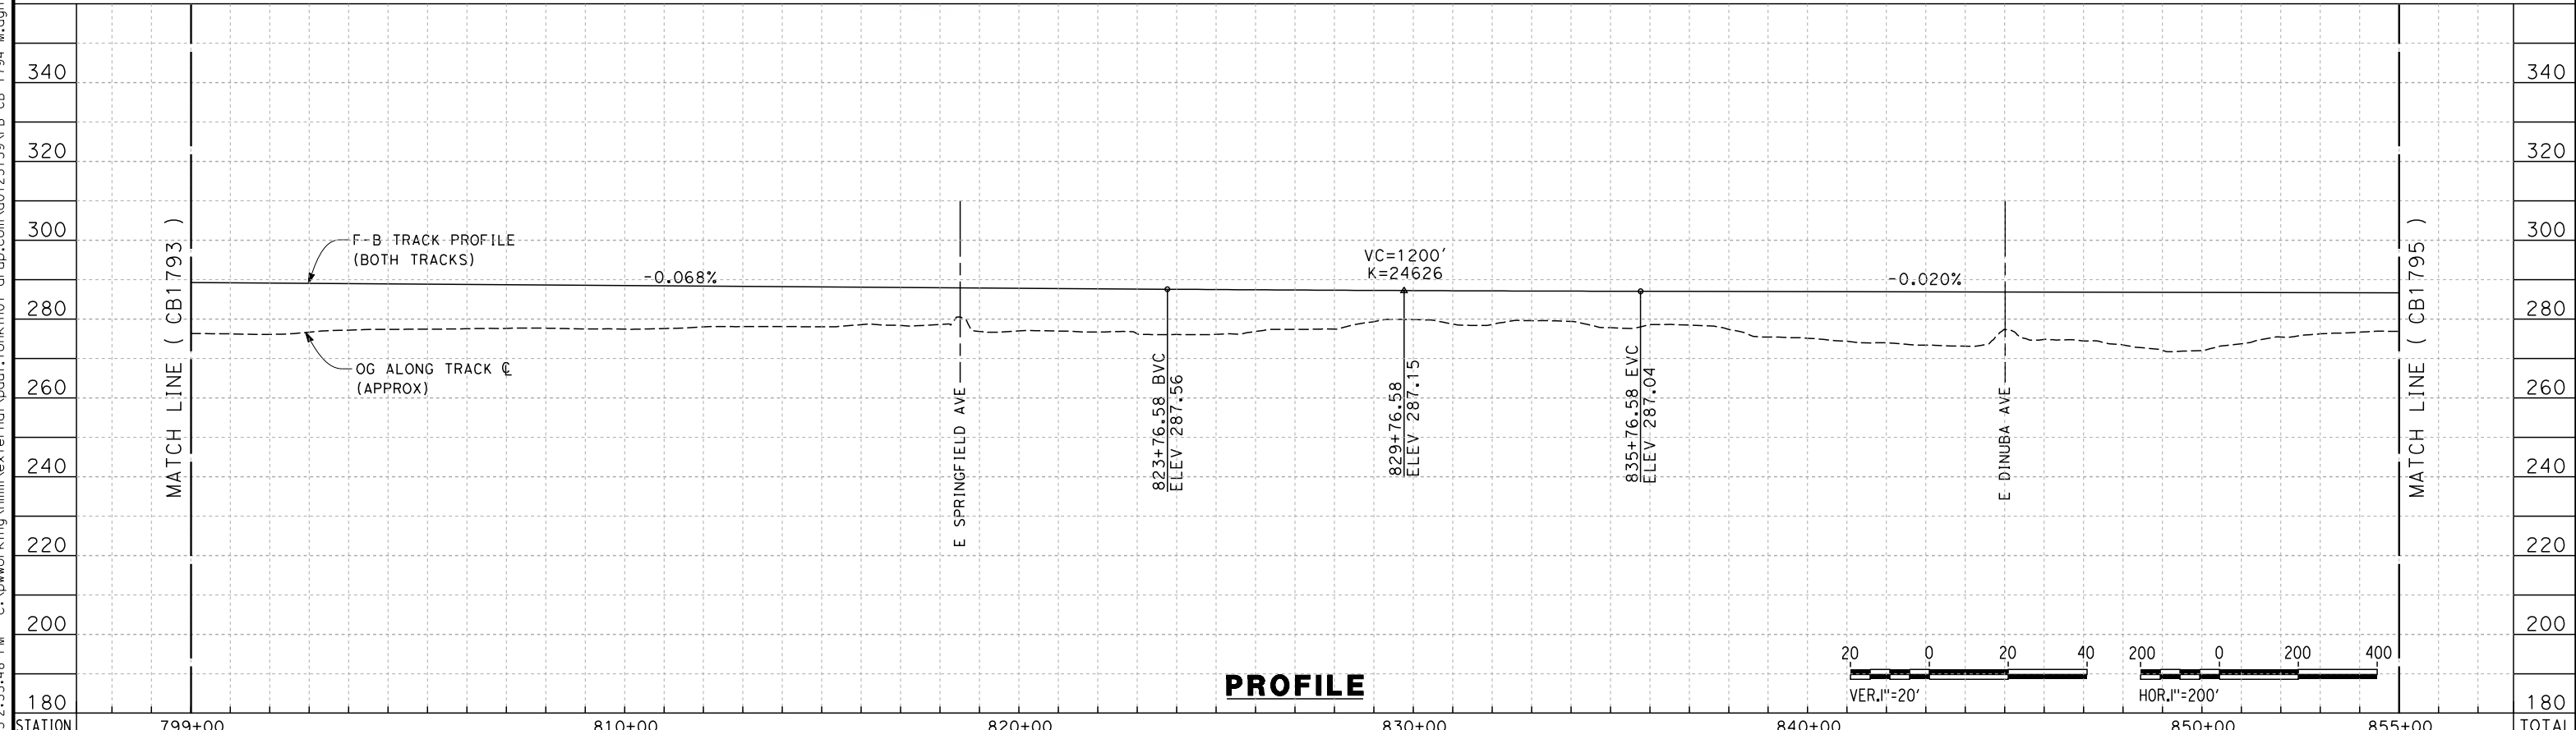 340
320
300
280
260
240
220
200
180
STATION
MATCH LINE ( CB1793 )
F-B TRACK PROFILE
(BOTH TRACKS)
-0.068%
OG ALONG TRACK ℄
(APPROX)
E SPRINGFIELD AVE
823+76.58 BVC
ELEV 287.56
VC=1200'
K=24626
829+76.58
ELEV 287.15
835+76.58 EVC
ELEV 287.04
-0.020%
E DINUBA AVE
MATCH LINE ( CB1795 )
340
320
300
280
260
240
220
200
180
TOTAL
PROFILE
20 0 20 40
VER.1"=20'
200 0 200 400
HOR.1"=200'
799+00 810+00 820+00 830+00 840+00 850+00 855+00